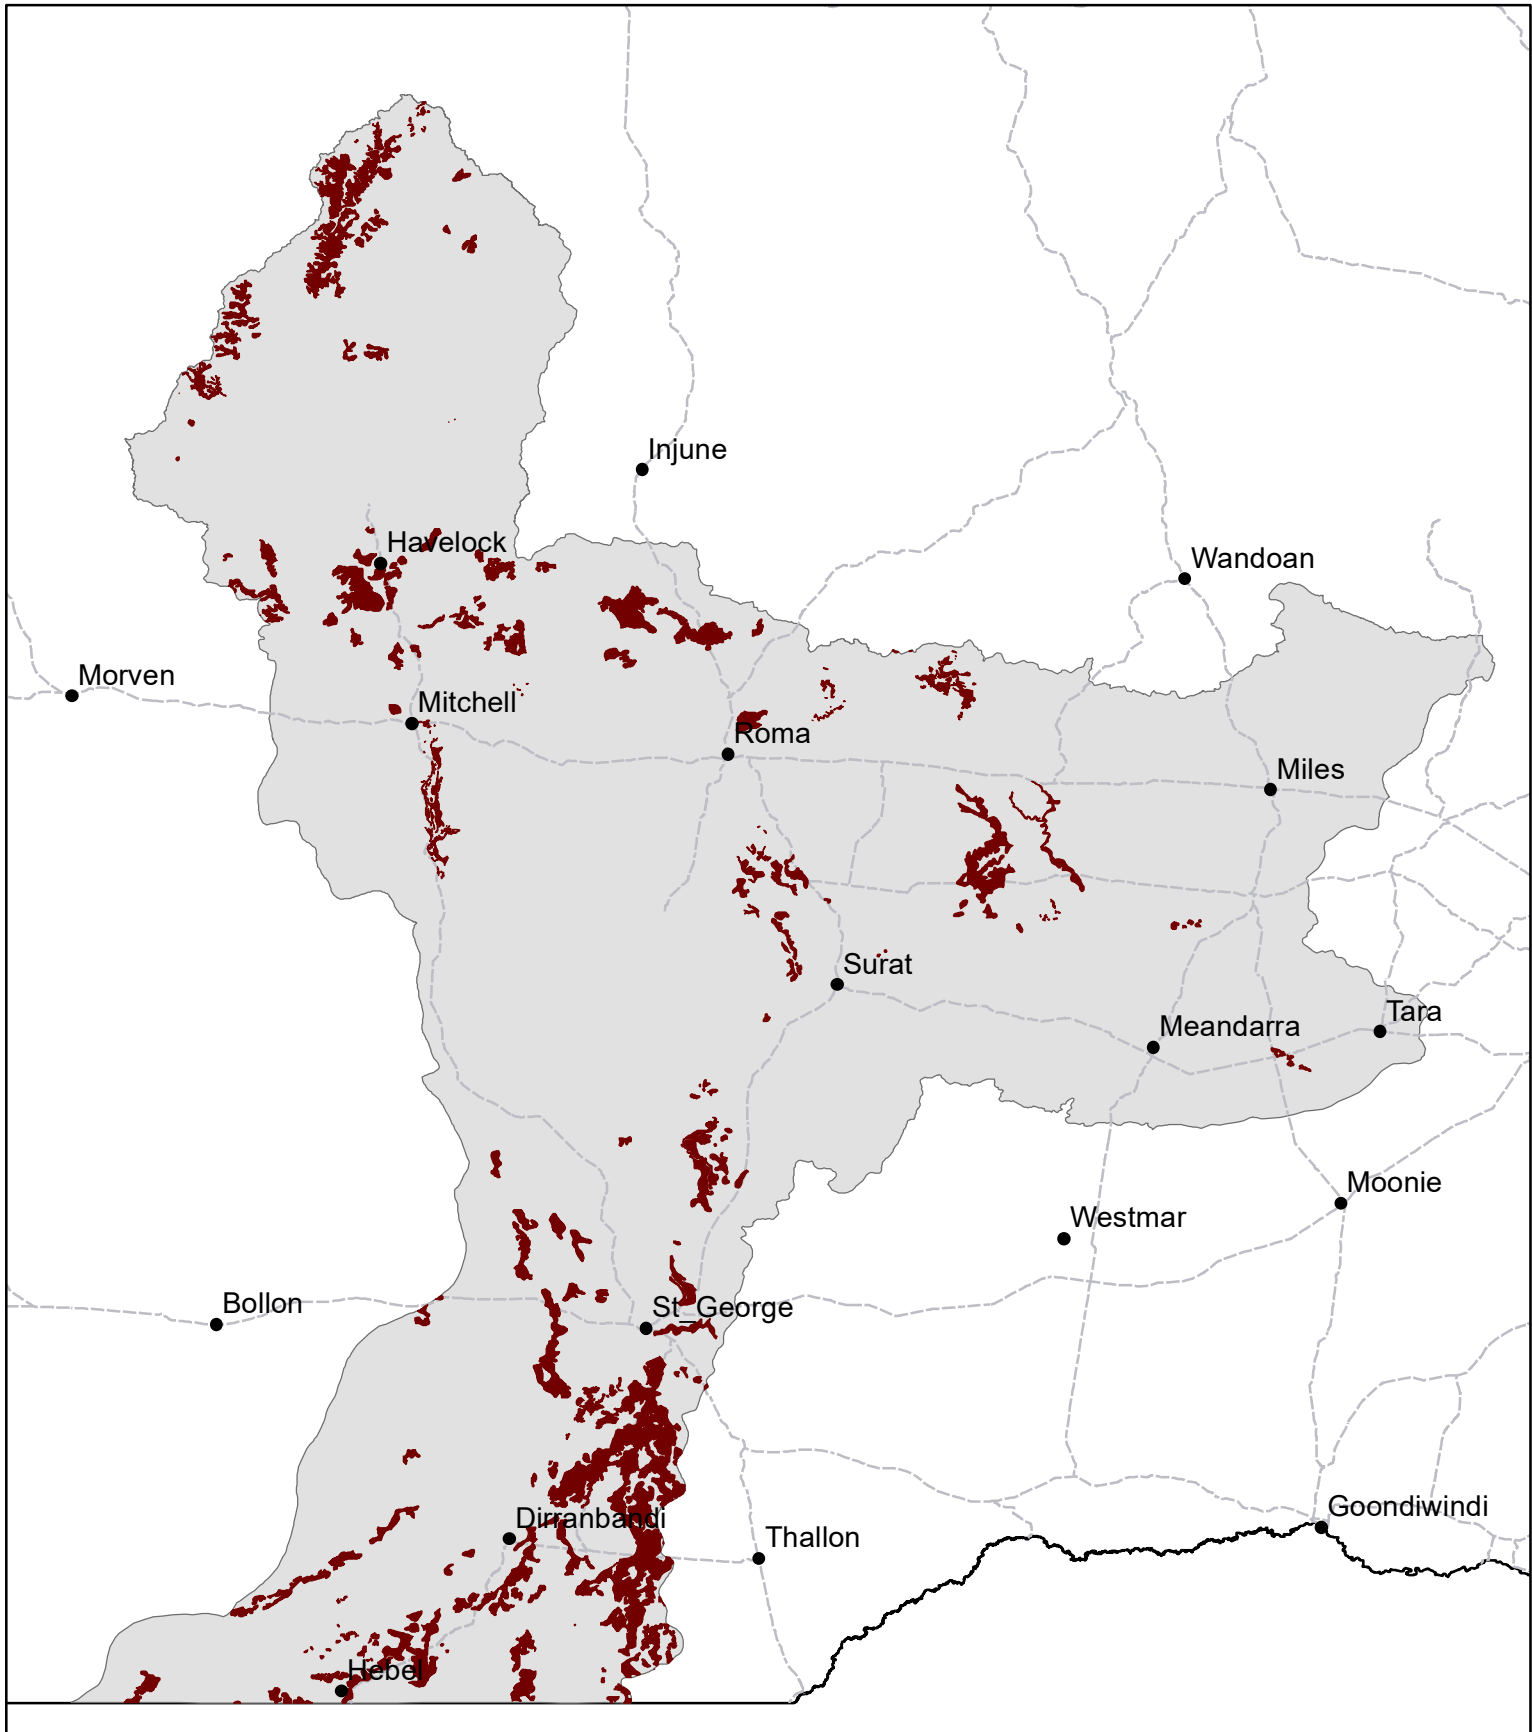 Injune
Havelock
Wandoan
Morven
Mitchell
Roma
Miles
Surat
Tara
Meandarra
Moonie
Westmar
Bollon
St_George
Goondiwindi
Dirranbandi
Thallon
Hebel